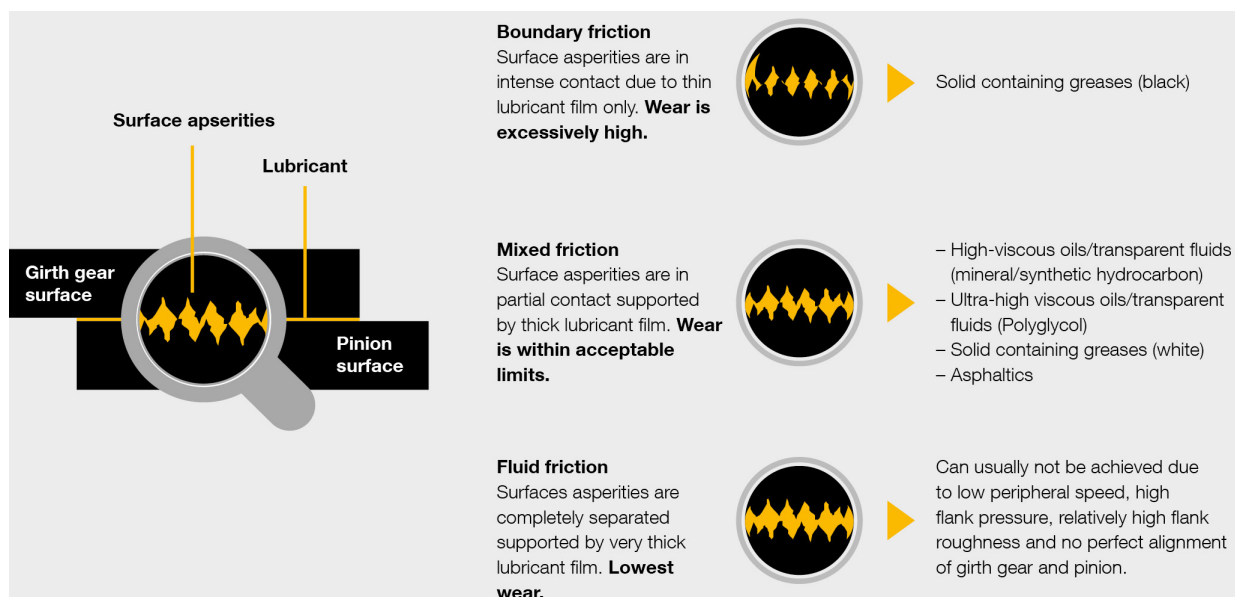 Surface apserities
Lubricant
Girth gear
surface
Pinion
surface
Boundary friction
Surface asperities are in
intense contact due to thin
lubricant film only. Wear is
excessively high.
Solid containing greases (black)
Mixed friction
Surface asperities are in
partial contact supported
by thick lubricant film. Wear
is within acceptable
limits.
– High-viscous oils/transparent fluids
(mineral/synthetic hydrocarbon)
– Ultra-high viscous oils/transparent
fluids (Polyglycol)
– Solid containing greases (white)
– Asphaltics
Fluid friction
Surfaces asperities are
completely separated
supported by very thick
lubricant film. Lowest
wear.
Can usually not be achieved due
to low peripheral speed, high
flank pressure, relatively high flank
roughness and no perfect alignment
of girth gear and pinion.